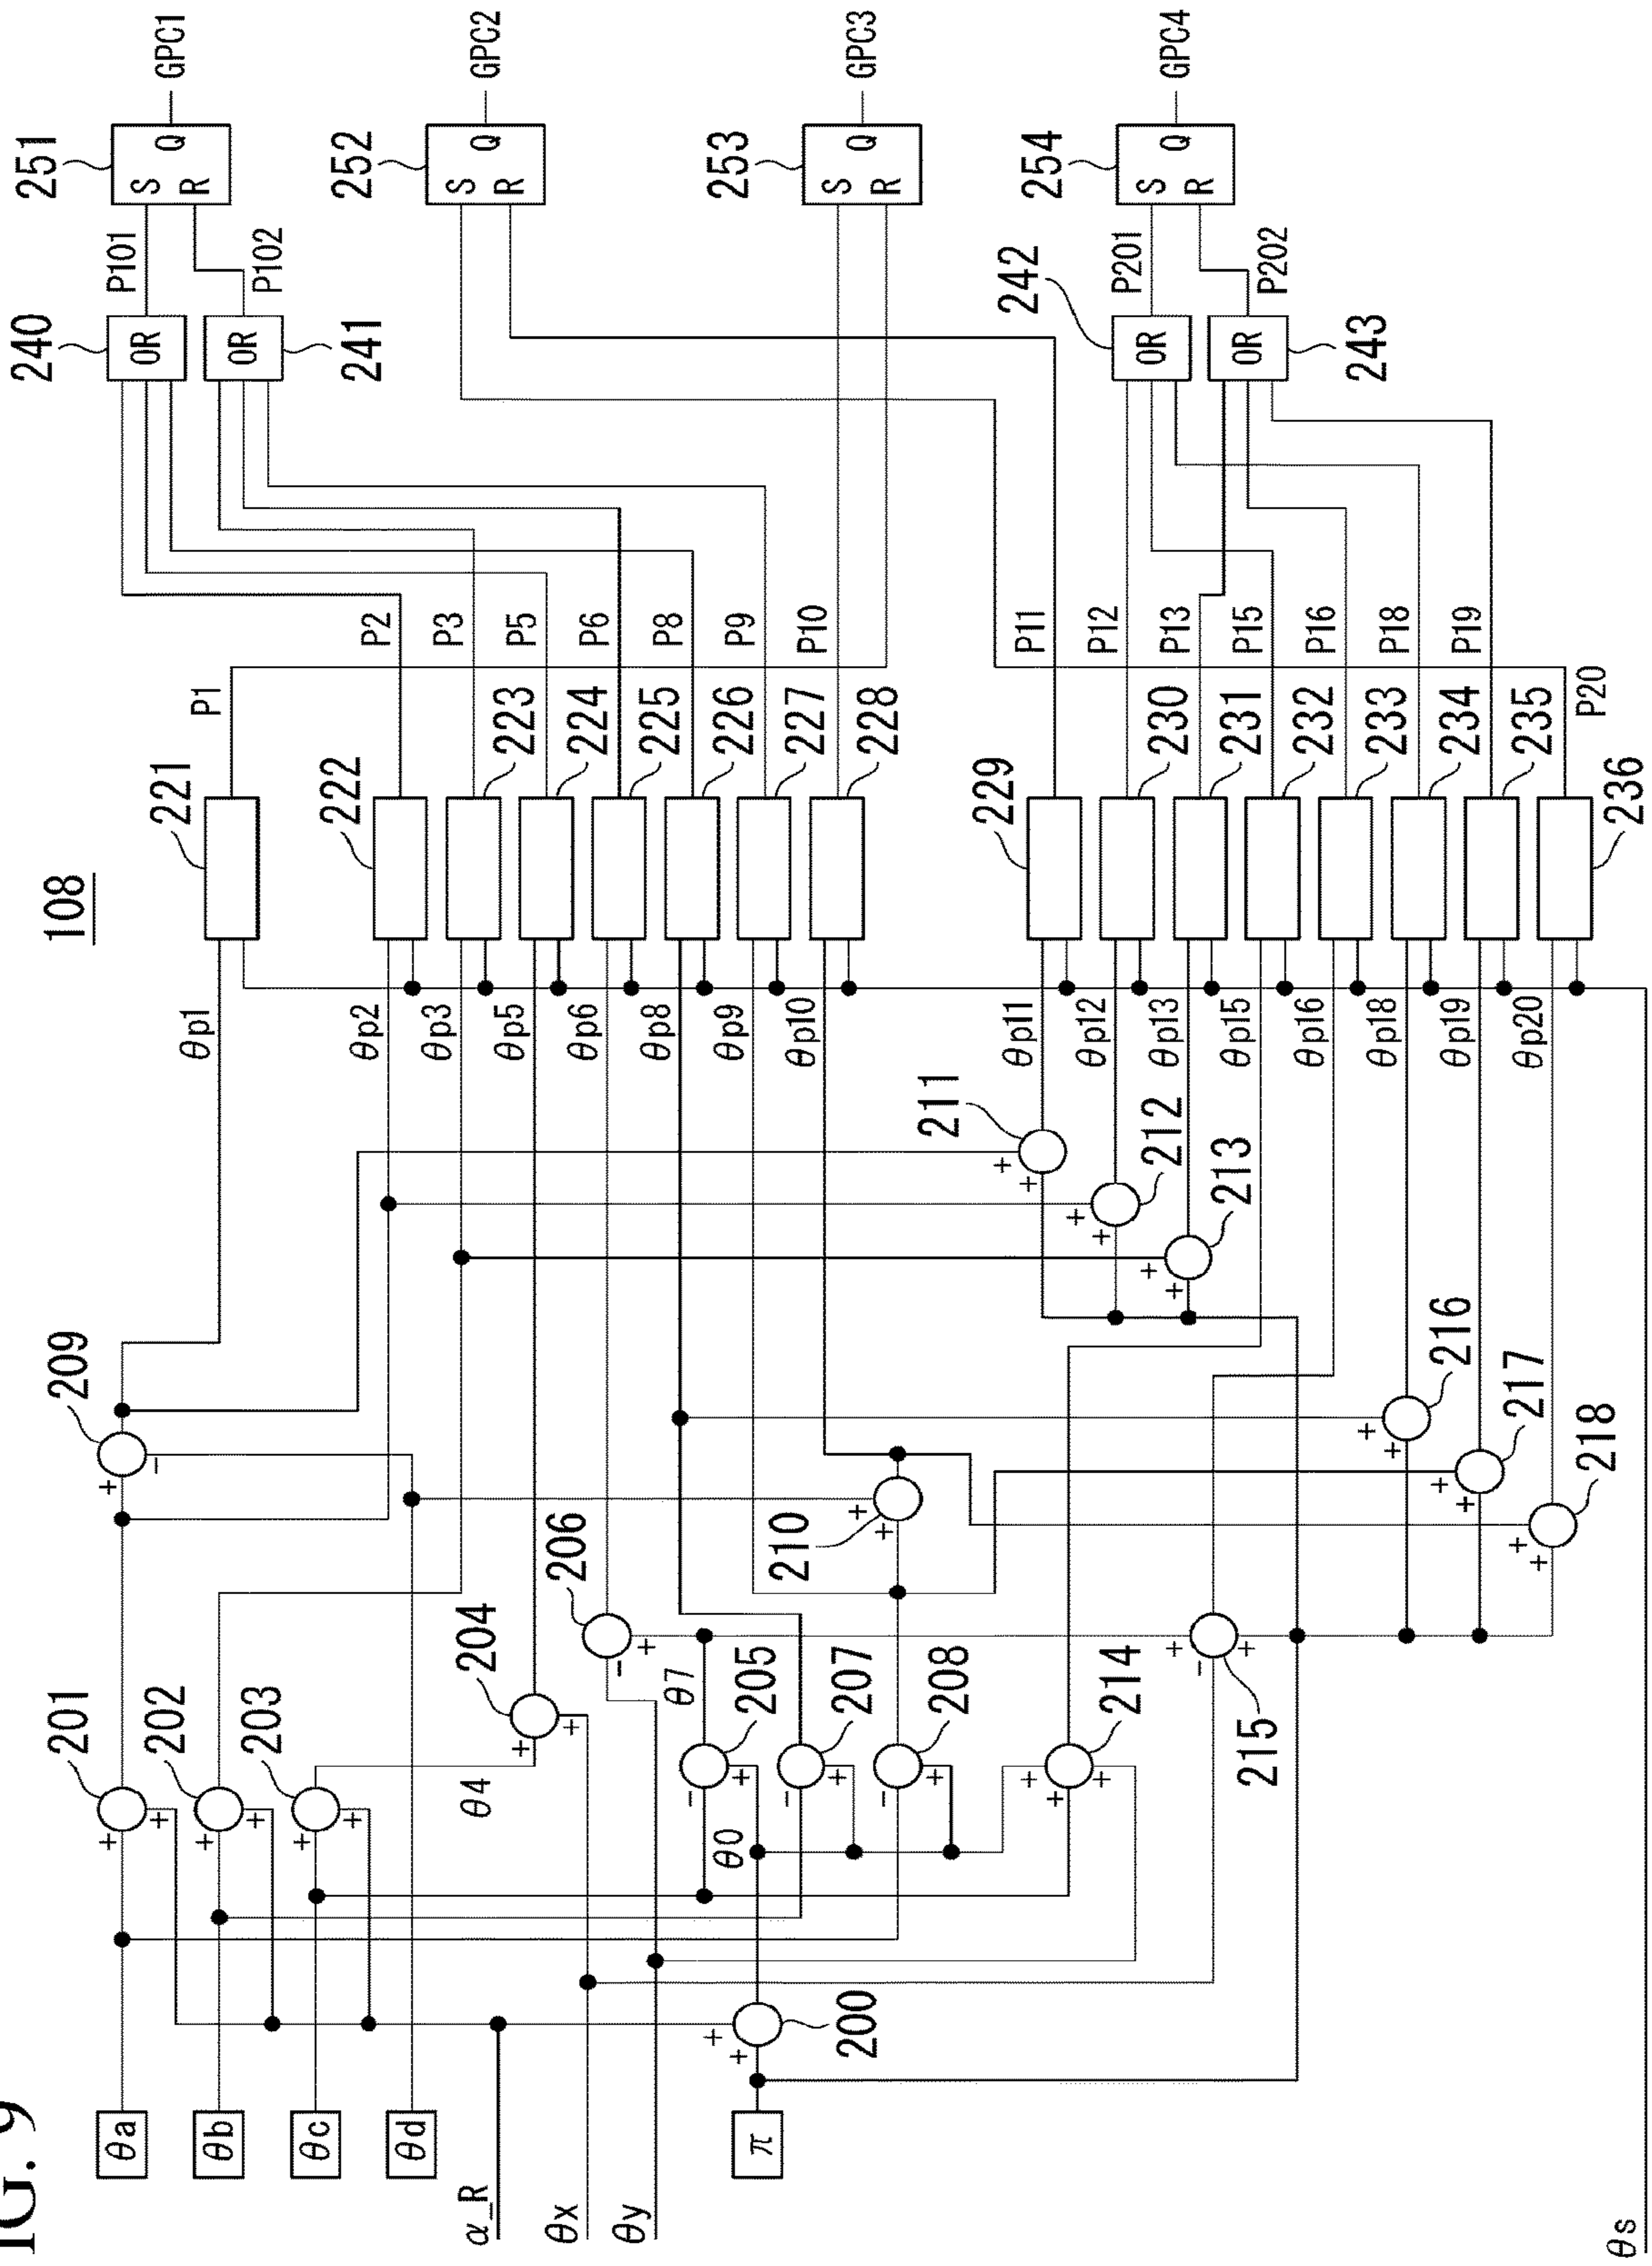 FIG. 9
108
θa
θb
θc
θd
α_R
θx
θy
π
θs
200
201
202
203
204
205
206
207
208
209
210
211
212
213
214
215
216
217
218
θ0
θ4
θ7
+ +
+ +
+ +
+ +
+ +
- +
- +
- +
- +
+ -
+ +
+ +
+ +
+ +
+ + +
- + +
+ +
+ +
+ +
θp1
θp2
θp3
θp5
θp6
θp8
θp9
θp10
θp11
θp12
θp13
θp15
θp16
θp18
θp19
θp20
221
222
223
224
225
226
227
228
229
230
231
232
233
234
235
236
P1
P2
P3
P5
P6
P8
P9
P10
P11
P12
P13
P15
P16
P18
P19
P20
240
OR
241
OR
242
OR
243
OR
P101
P102
P201
P202
251
S Q
R
GPC1
252
S Q
R
GPC2
253
S Q
R
GPC3
254
S Q
R
GPC4